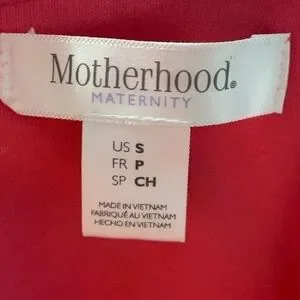 Motherhood®
MATERNITY
US S
FR P
SP CH
MADE IN VIETNAM
FABRIQUÉ AU VIETNAM
HECHO EN VIETNAM